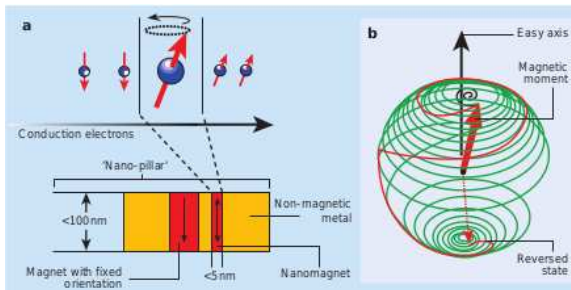 a
Conduction electrons
'Nano-pillar'
<100 nm
Non-magnetic
metal
Magnet with fixed
orientation
<5 nm
Nanomagnet
b
Easy axis
Magnetic
moment
Reversed
state